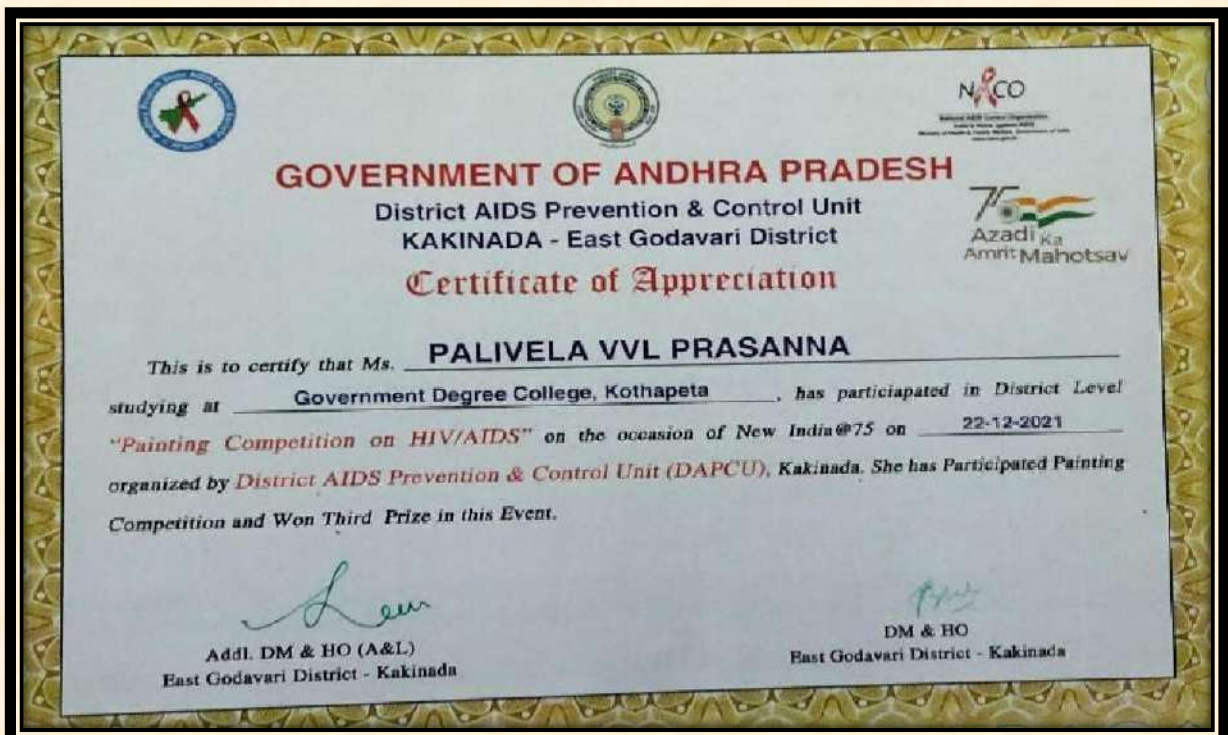 NACO
GOVERNMENT OF ANDHRA PRADESH
District AIDS Prevention & Control Unit
KAKINADA - East Godavari District
75
Azadi Ka
Amrit Mahotsav
Certificate of Appreciation
This is to certify that Ms. PALIVELA VVL PRASANNA
studying at Government Degree College, Kothapeta, has particiapated in District Level
"Painting Competition on HIV/AIDS" on the occasion of New India@75 on 22-12-2021
organized by District AIDS Prevention & Control Unit (DAPCU), Kakinada. She has Participated Painting
Competition and Won Third Prize in this Event.
Addl. DM & HO (A&L)
East Godavari District - Kakinada
DM & HO
East Godavari District - Kakinada